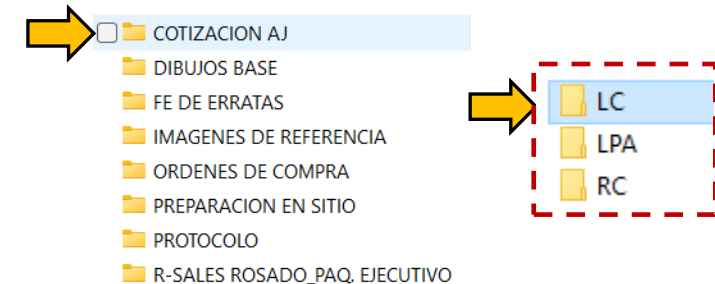 COTIZACION AJ
DIBUJOS BASE
FE DE ERRATAS
IMAGENES DE REFERENCIA
ORDENES DE COMPRA
PREPARACION EN SITIO
PROTOCOLO
R-SALES ROSADO_PAQ. EJECUTIVO
LC
LPA
RC